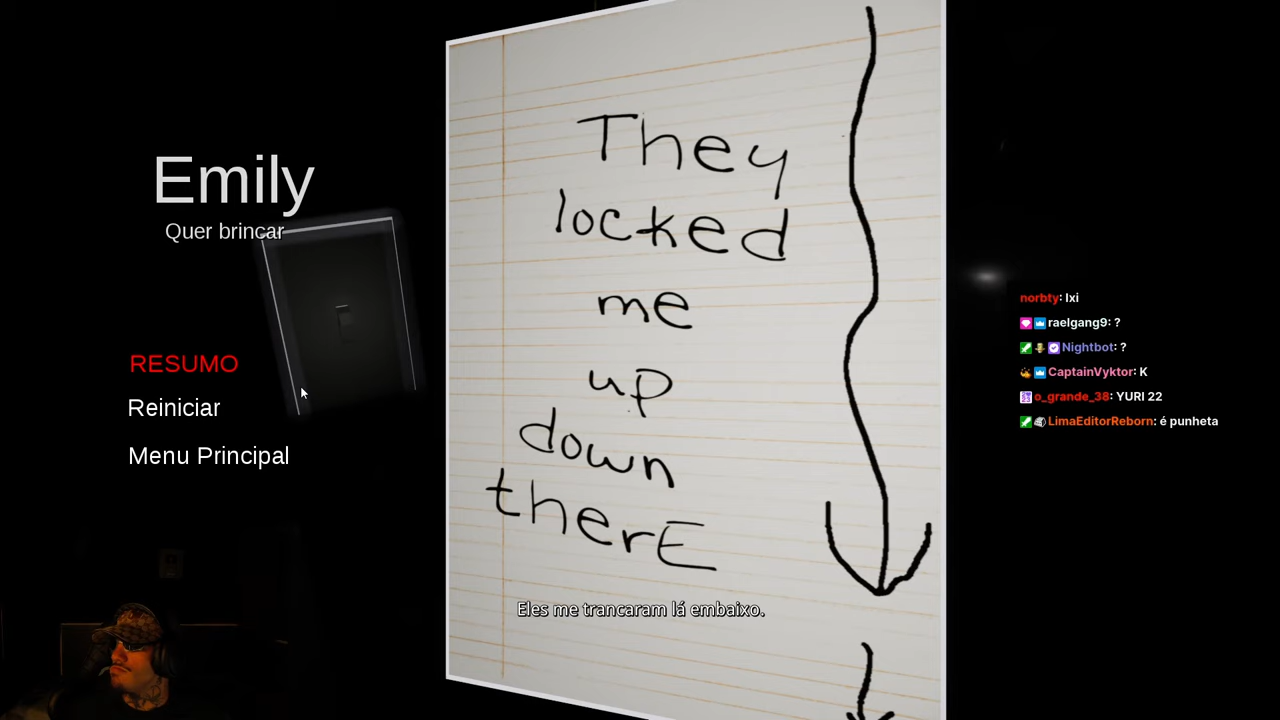 Emily
Quer brincar
RESUMO
Reiniciar
Menu Principal
They
locked
me
up
down
therE
Eles me trancaram lá embaixo.
norbty: Ixi
raelgang9: ?
Nightbot: ?
CaptainVyktor: K
o_grande_38: YURI 22
LimaEditorReborn: é punheta